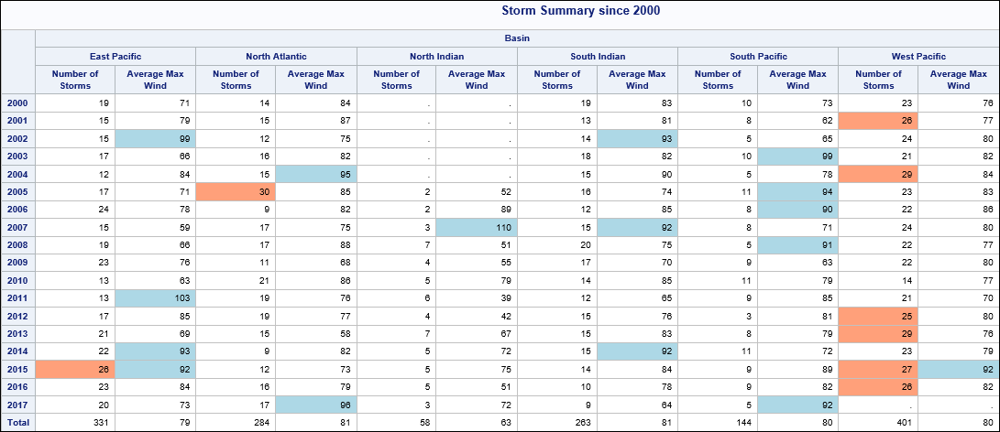 Storm Summary since 2000
Basin
East Pacific North Atlantic North Indian South Indian South Pacific West Pacific
Number of Storms Average Max Wind Number of Storms Average Max Wind Number of Storms Average Max Wind Number of Storms Average Max Wind Number of Storms Average Max Wind Number of Storms Average Max Wind
2000 19 71 14 84 . . 19 83 10 73 23 76
2001 15 79 15 87 . . 13 81 8 62 26 77
2002 15 99 12 75 . . 14 93 5 65 24 80
2003 17 66 16 82 . . 18 82 10 99 21 82
2004 12 84 15 95 . . 15 90 5 78 29 84
2005 17 71 30 85 2 52 16 74 11 94 23 83
2006 24 78 9 82 2 89 12 85 8 90 22 86
2007 15 59 17 75 3 110 15 92 8 71 24 80
2008 19 66 17 88 7 51 20 75 5 91 22 77
2009 23 76 11 68 4 55 17 70 9 63 22 80
2010 13 63 21 86 5 79 14 85 11 79 14 77
2011 13 103 19 76 6 39 12 65 9 85 21 70
2012 17 85 19 77 4 42 15 76 3 81 25 80
2013 21 69 15 58 7 67 15 83 8 79 29 76
2014 22 93 9 82 5 72 15 92 11 72 23 79
2015 26 92 12 73 5 75 14 84 9 89 27 92
2016 23 84 16 79 5 51 10 78 9 82 26 82
2017 20 73 17 96 3 72 9 64 5 92 . .
Total 331 79 284 81 58 63 263 81 144 80 401 80